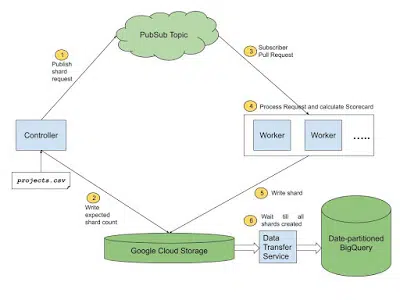 PubSub Topic
1
Publish
shard
request
3
Subscriber
Pull Request
4 Process Request and calculate Scorecard
Controller
Worker
Worker
.....
projects.csv
2
Write
expected
shard count
5 Write shard
6 Wait till all
shards created
Google Cloud Storage
Data
Transfer
Service
Date-partitioned
BigQuery